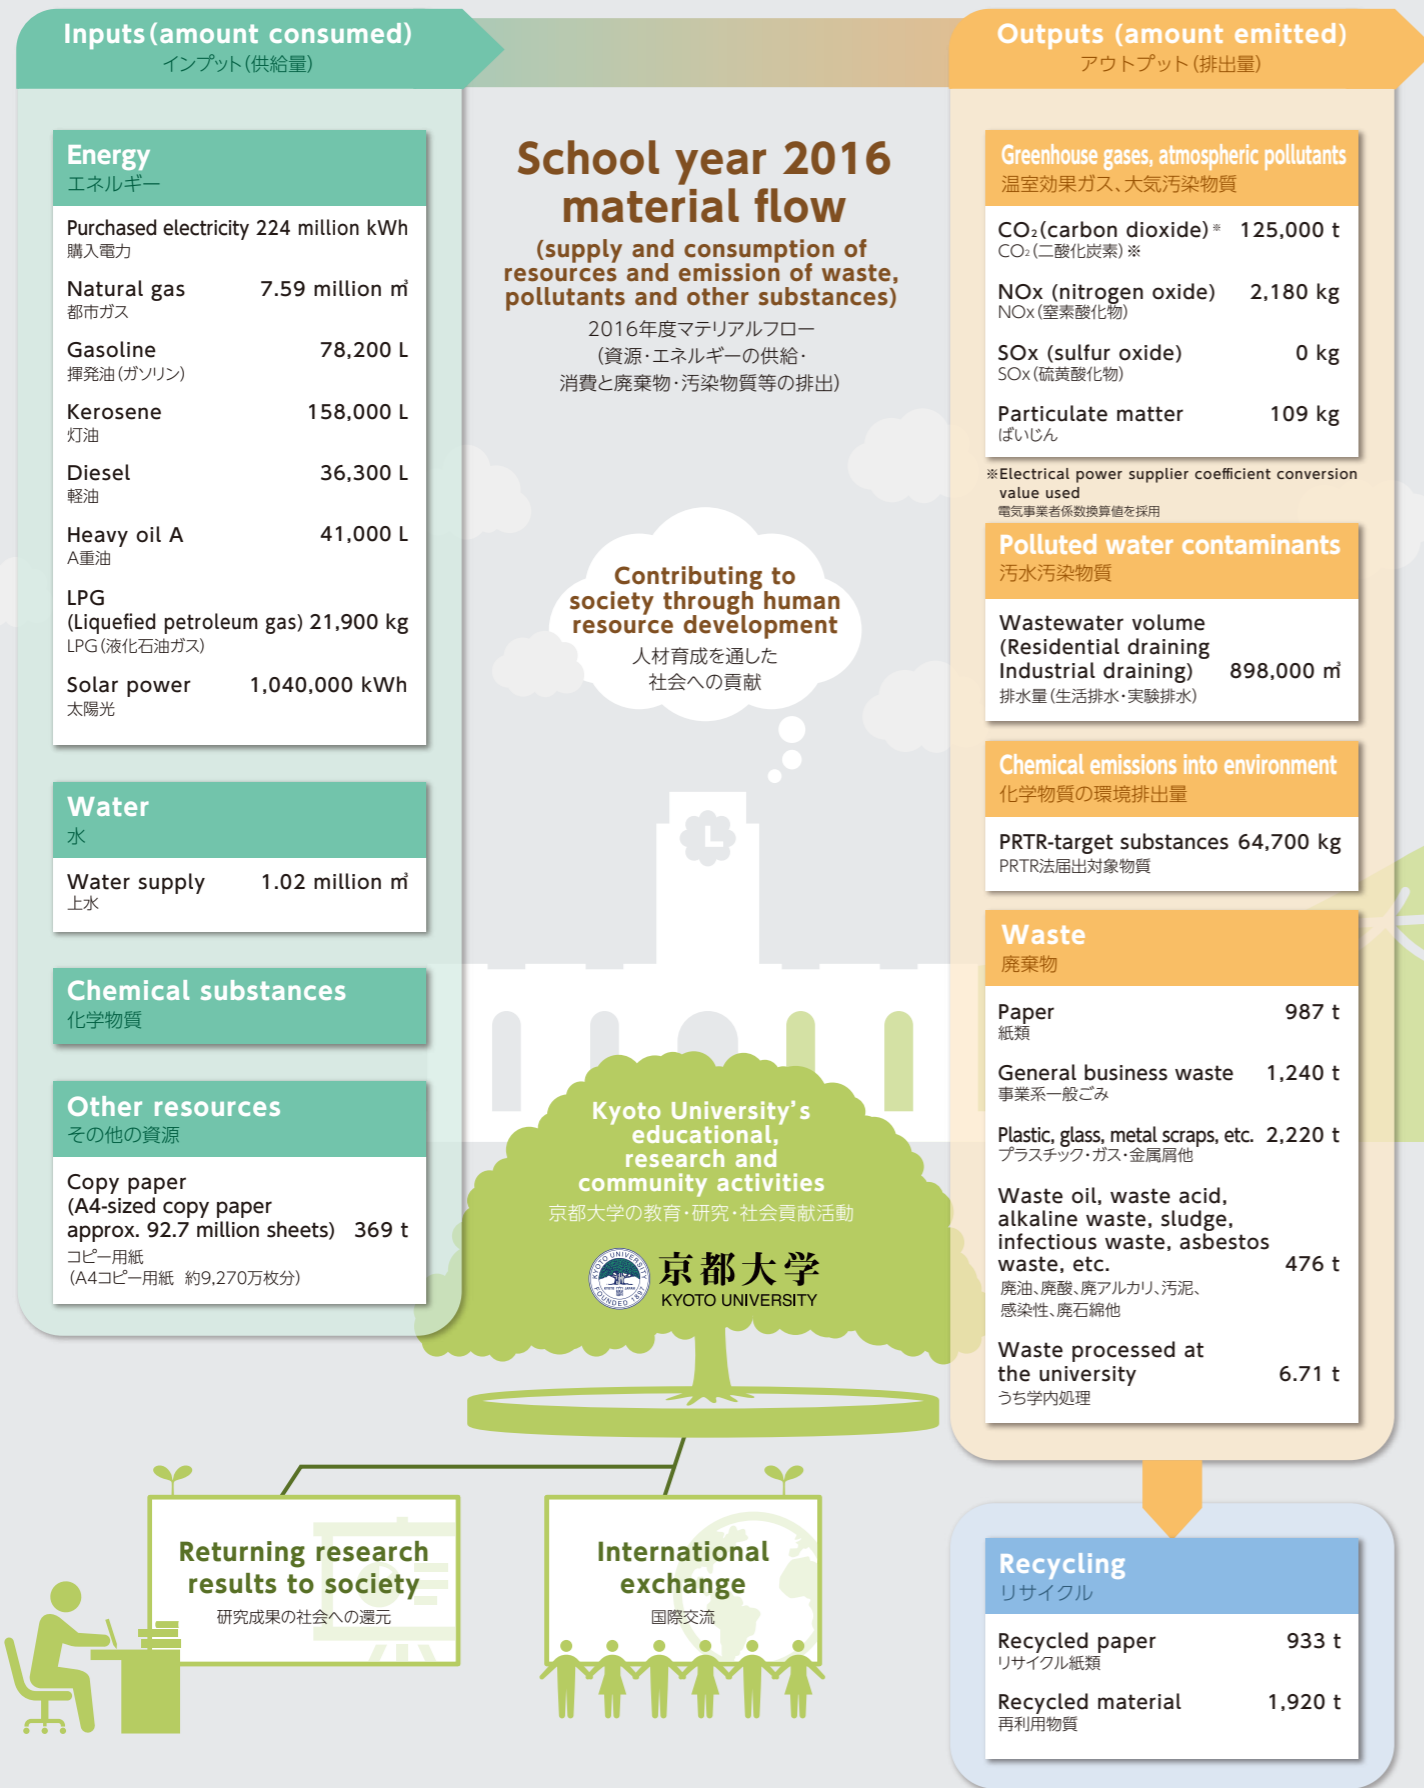 Inputs (amount consumed)
インプット(供給量)
Energy
エネルギー
Purchased electricity 224 million kWh
購入電力
Natural gas 7.59 million ㎥
都市ガス
Gasoline 78,200 L
揮発油(ガソリン)
Kerosene 158,000 L
灯油
Diesel 36,300 L
軽油
Heavy oil A 41,000 L
A重油
LPG
(Liquefied petroleum gas) 21,900 kg
LPG(液化石油ガス)
Solar power 1,040,000 kWh
太陽光
Water
水
Water supply 1.02 million ㎥
上水
Chemical substances
化学物質
Other resources
その他の資源
Copy paper
(A4-sized copy paper
approx. 92.7 million sheets) 369 t
コピー用紙
(A4コピー用紙 約9,270万枚分)
School year 2016
material flow
(supply and consumption of
resources and emission of waste,
pollutants and other substances)
2016年度マテリアルフロー
(資源・エネルギーの供給・
消費と廃棄物・汚染物質等の排出)
Contributing to
society through human
resource development
人材育成を通した
社会への貢献
Kyoto University's
educational,
research and
community activities
京都大学の教育・研究・社会貢献活動
KYOTO UNIVERSITY
FOUNDED 1897
京都大学
KYOTO UNIVERSITY
Returning research
results to society
研究成果の社会への還元
International
exchange
国際交流
Outputs (amount emitted)
アウトプット(排出量)
Greenhouse gases, atmospheric pollutants
温室効果ガス、大気汚染物質
CO₂(carbon dioxide)※ 125,000 t
CO₂(二酸化炭素)※
NOx (nitrogen oxide) 2,180 kg
NOx(窒素酸化物)
SOx (sulfur oxide) 0 kg
SOx(硫黄酸化物)
Particulate matter 109 kg
ばいじん
※Electrical power supplier coefficient conversion
value used
電気事業者係数換算値を採用
Polluted water contaminants
汚水汚染物質
Wastewater volume
(Residential draining
Industrial draining) 898,000 ㎥
排水量(生活排水・実験排水)
Chemical emissions into environment
化学物質の環境排出量
PRTR-target substances 64,700 kg
PRTR法届出対象物質
Waste
廃棄物
Paper 987 t
紙類
General business waste 1,240 t
事業系一般ごみ
Plastic, glass, metal scraps, etc. 2,220 t
プラスチック・ガス・金属屑他
Waste oil, waste acid,
alkaline waste, sludge,
infectious waste, asbestos
waste, etc. 476 t
廃油、廃酸、廃アルカリ、汚泥、
感染性、廃石綿他
Waste processed at
the university 6.71 t
うち学内処理
Recycling
リサイクル
Recycled paper 933 t
リサイクル紙類
Recycled material 1,920 t
再利用物質